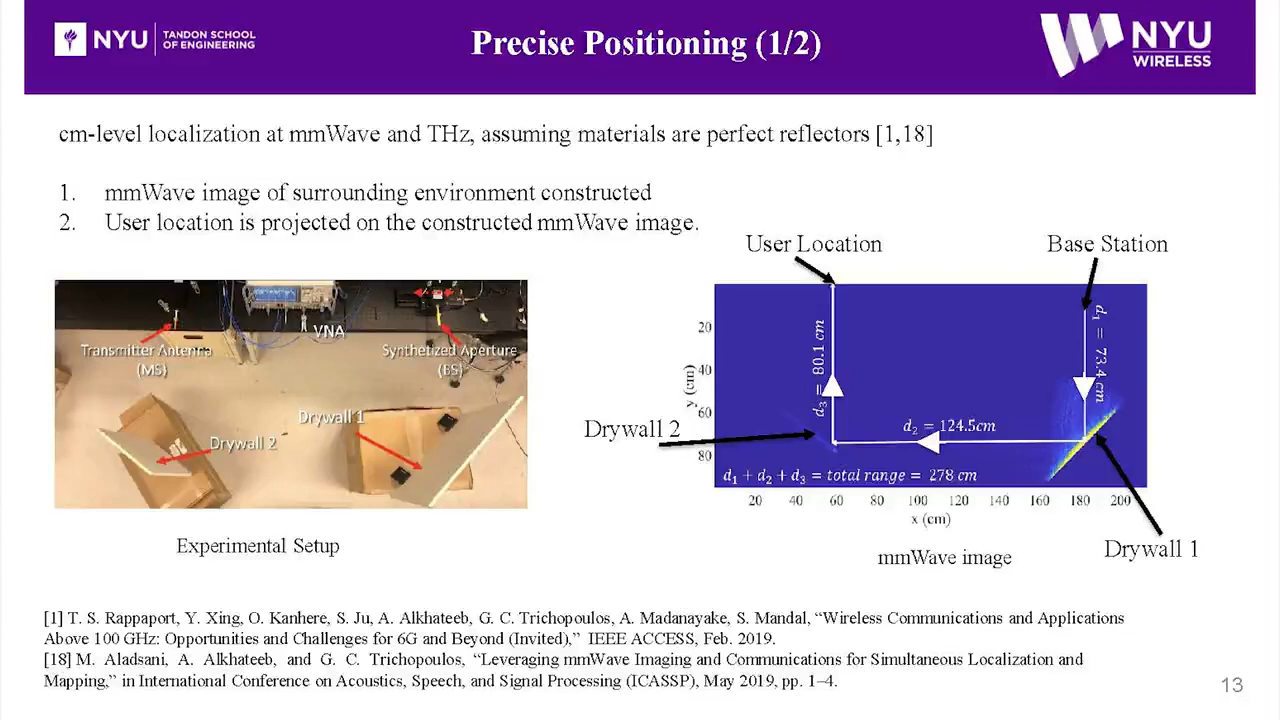 NYU
TANDON SCHOOL
OF ENGINEERING
Precise Positioning (1/2)
NYU
WIRELESS
cm-level localization at mmWave and THz, assuming materials are perfect reflectors [1,18]
1. mmWave image of surrounding environment constructed
2. User location is projected on the constructed mmWave image.
User Location
Base Station
VNA
Transmitter Antenna
(MS)
Synthetized Aperture
(BS)
Drywall 1
Drywall 2
Experimental Setup
20
40
60
80
y (cm)
d₃ = 80.1 cm
d₁ = 73.4 cm
d₂ = 124.5cm
Drywall 2
d₁ + d₂ + d₃ = total range = 278 cm
20 40 60 80 100 120 140 160 180 200
x (cm)
mmWave image
Drywall 1
[1] T. S. Rappaport, Y. Xing, O. Kanhere, S. Ju, A. Alkhateeb, G. C. Trichopoulos, A. Madanayake, S. Mandal, “Wireless Communications and Applications
Above 100 GHz: Opportunities and Challenges for 6G and Beyond (Invited),” IEEE ACCESS, Feb. 2019.
[18] M. Aladsani, A. Alkhateeb, and G. C. Trichopoulos, “Leveraging mmWave Imaging and Communications for Simultaneous Localization and
Mapping,” in International Conference on Acoustics, Speech, and Signal Processing (ICASSP), May 2019, pp. 1–4.
13